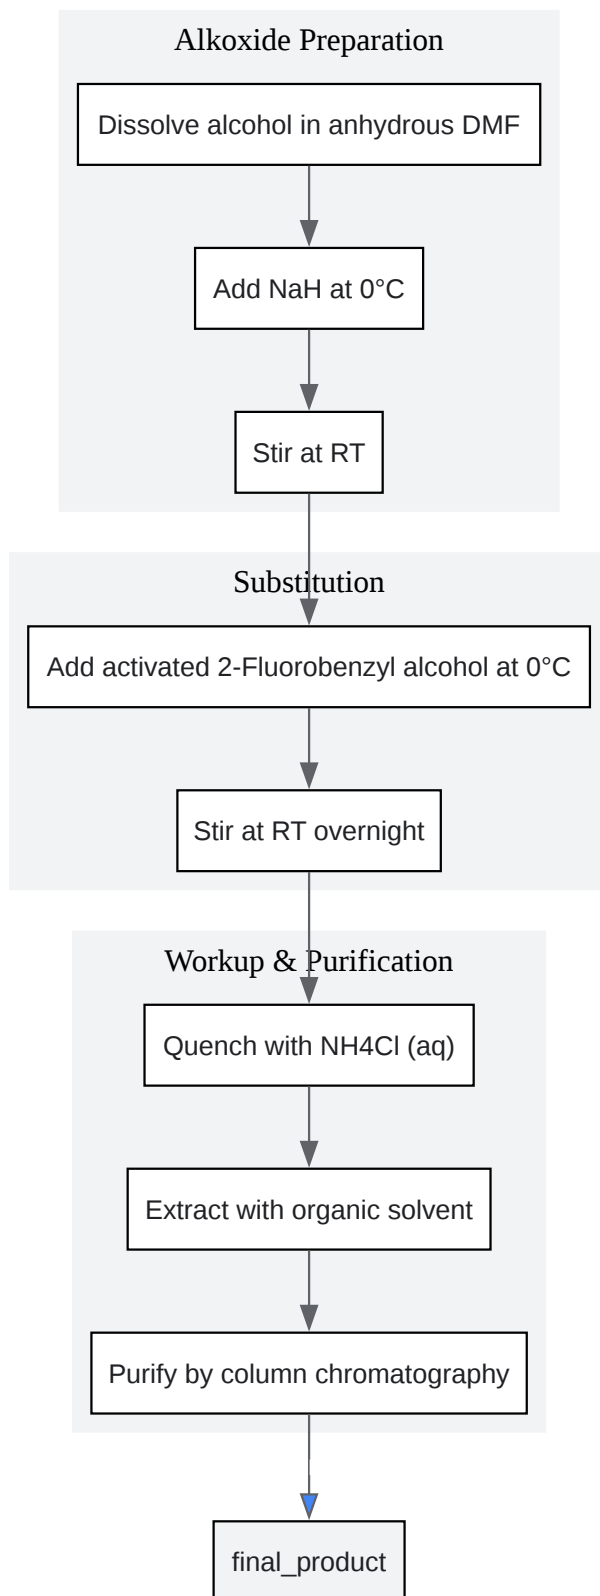 Alkoxide Preparation
Dissolve alcohol in anhydrous DMF
Add NaH at 0°C
Stir at RT
Substitution
Add activated 2-Fluorobenzyl alcohol at 0°C
Stir at RT overnight
Workup & Purification
Quench with NH4Cl (aq)
Extract with organic solvent
Purify by column chromatography
final_product